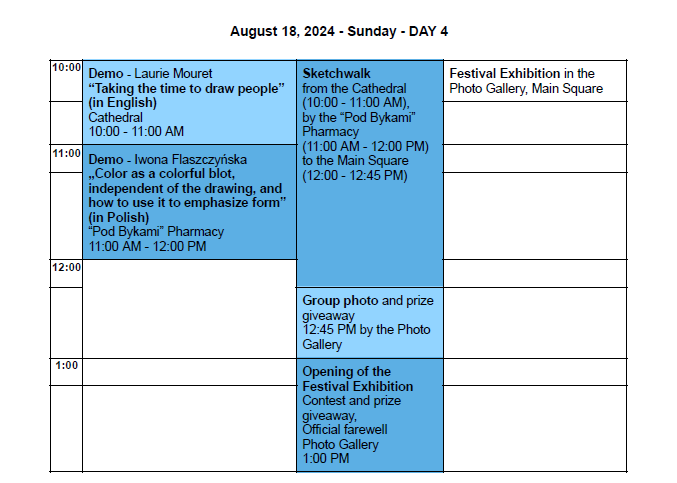 August 18, 2024 - Sunday - DAY 4
10:00
Demo - Laurie Mouret
“Taking the time to draw people”
(in English)
Cathedral
10:00 - 11:00 AM
Sketchwalk
from the Cathedral
(10:00 - 11:00 AM),
by the “Pod Bykami”
Pharmacy
(11:00 AM - 12:00 PM)
to the Main Square
(12:00 - 12:45 PM)
Festival Exhibition in the
Photo Gallery, Main Square
11:00
Demo - Iwona Flaszczyńska
„Color as a colorful blot,
independent of the drawing, and
how to use it to emphasize form”
(in Polish)
“Pod Bykami” Pharmacy
11:00 AM - 12:00 PM
12:00
Group photo and prize
giveaway
12:45 PM by the Photo
Gallery
1:00
Opening of the
Festival Exhibition
Contest and prize
giveaway,
Official farewell
Photo Gallery
1:00 PM